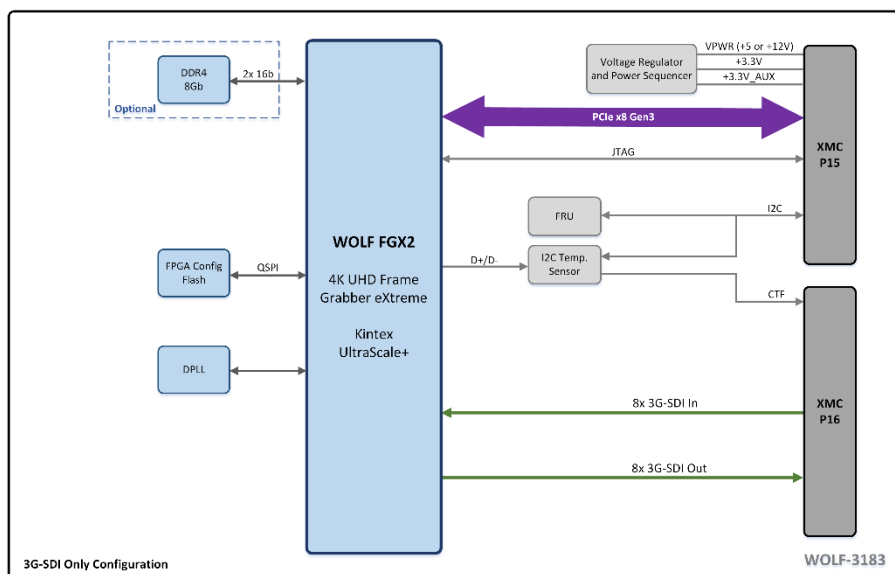 DDR4
8Gb
2x 16b
Optional
Voltage Regulator
and Power Sequencer
VPWR (+5 or +12V)
+3.3V
+3.3V_AUX
PCIe x8 Gen3
XMC
P15
JTAG
FRU
I2C
WOLF FGX2
4K UHD Frame
Grabber eXtreme
Kintex
UltraScale+
FPGA Config
Flash
QSPI
D+/D-
I2C Temp.
Sensor
CTF
DPLL
XMC
P16
8x 3G-SDI In
8x 3G-SDI Out
3G-SDI Only Configuration
WOLF-3183